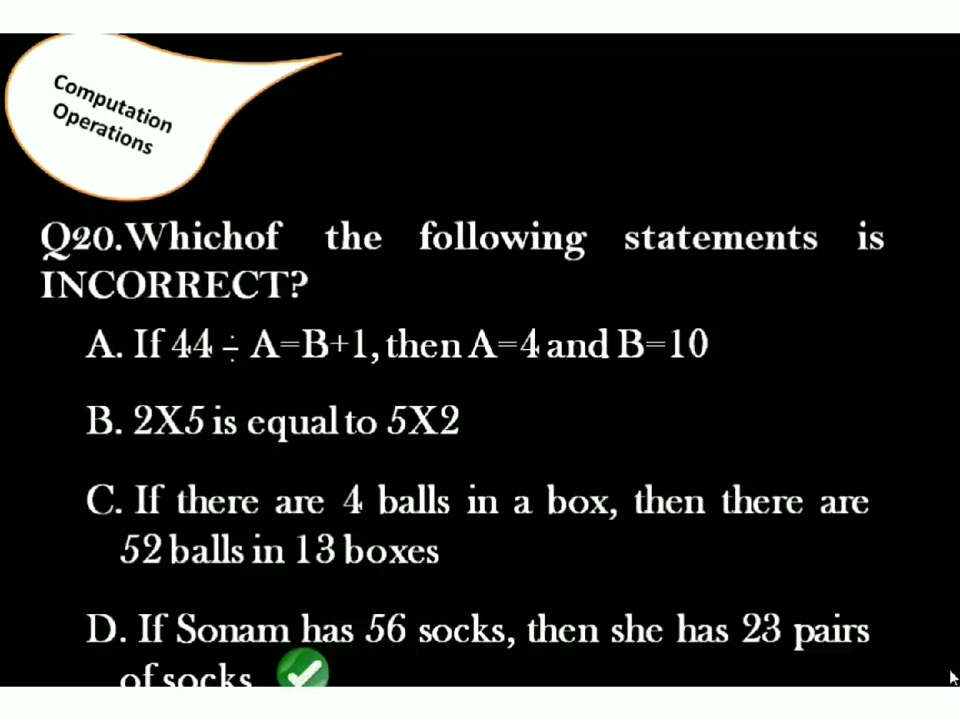 Computation
Operations
Q20.Whichof the following statements is
INCORRECT?
A. If 44 ÷ A=B+1, then A=4 and B=10
B. 2X5 is equal to 5X2
C. If there are 4 balls in a box, then there are
52 balls in 13 boxes
D. If Sonam has 56 socks, then she has 23 pairs
of socks